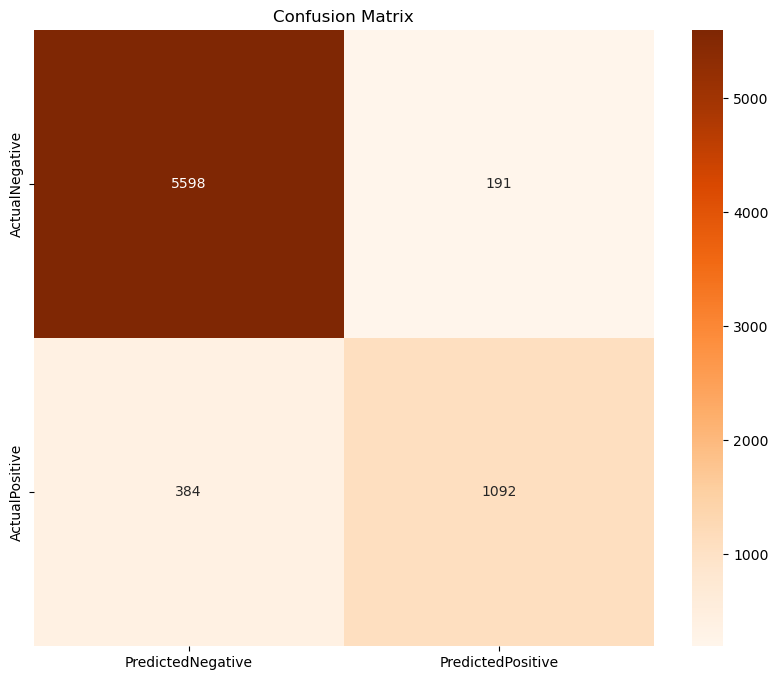 Confusion Matrix
ActualNegative
5598
191
ActualPositive
384
1092
PredictedNegative
PredictedPositive
5000
4000
3000
2000
1000